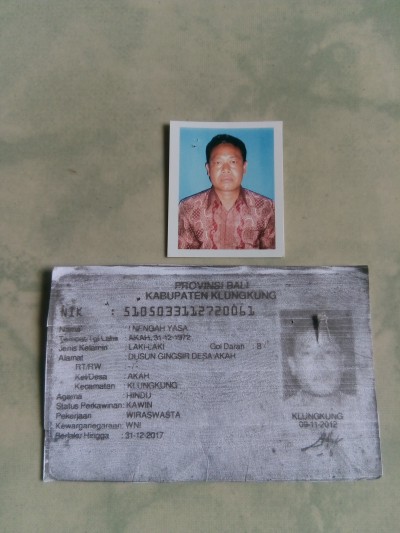 PROVINSI BALI
KABUPATEN KLUNGKUNG
NIK : 5105033112720061
Nama : I NENGAH YASA
Tempat/Tgl Lahir : AKAH, 31-12-1972
Jenis Kelamin : LAKI-LAKI Gol Darah : B
Alamat : DUSUN GINGSIR DESA AKAH
RT/RW : -/-
Kel/Desa : AKAH
Kecamatan : KLUNGKUNG
Agama : HINDU
Status Perkawinan: KAWIN
Pekerjaan : WIRASWASTA
Kewarganegaraan: WNI
Berlaku Hingga : 31-12-2017
KLUNGKUNG
09-11-2012